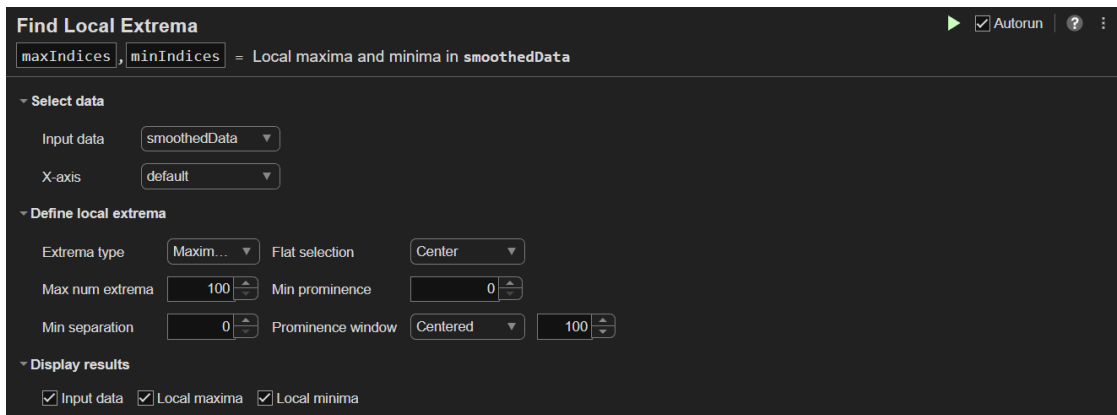 Find Local Extrema
Autorun ?
maxIndices , minIndices = Local maxima and minima in smoothedData
Select data
Input data smoothedData
X-axis default
Define local extrema
Extrema type Maxim... Flat selection Center
Max num extrema 100 Min prominence 0
Min separation 0 Prominence window Centered 100
Display results
Input data Local maxima Local minima